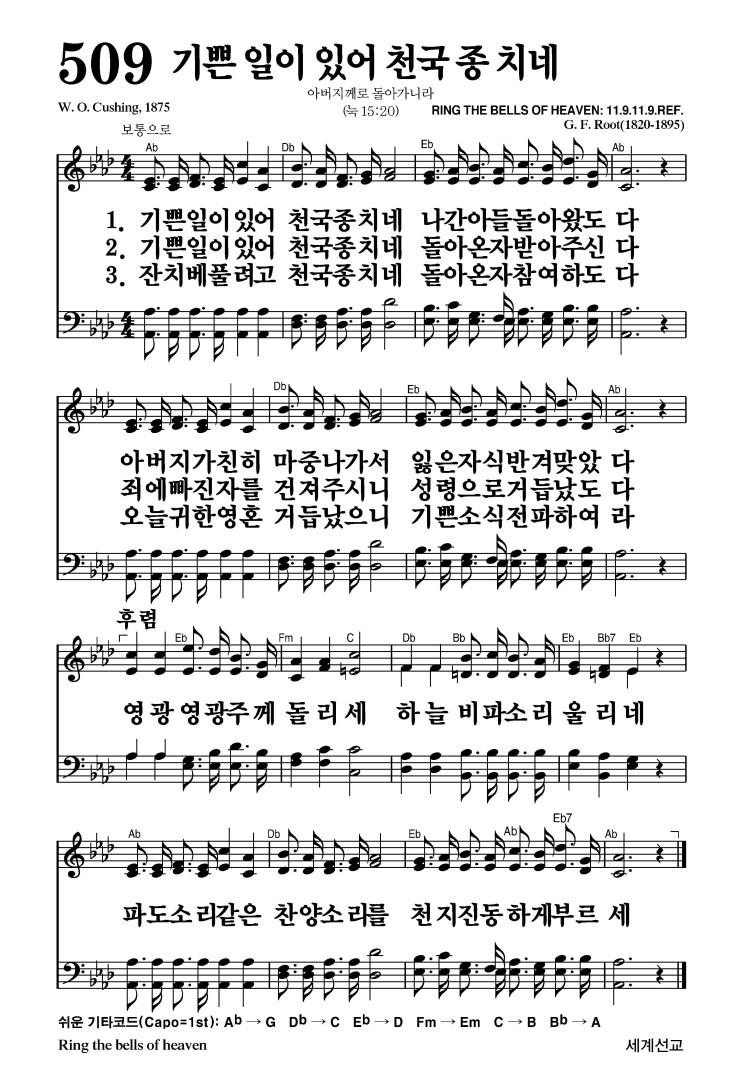 509 기쁜 일이 있어 천국 종 치네
아버지께로 돌아가니라
W. O. Cushing, 1875
(눅 15:20)
RING THE BELLS OF HEAVEN: 11.9.11.9.REF.
G. F. Root(1820-1895)
보통으로
Ab Db Eb Ab
1. 기쁜일이있어 천국종치네 나간아들돌아왔도 다
2. 기쁜일이있어 천국종치네 돌아온자받아주신 다
3. 잔치베풀려고 천국종치네 돌아온자참여하도 다
Db Eb Ab
아버지가친히 마중나가서 잃은자식반겨맞았 다
죄에빠진자를 건져주시니 성령으로거듭났도 다
오늘귀한영혼 거듭났으니 기쁜소식전파하여 라
후렴
Eb Fm C Db Bb Eb Bb7 Eb
영광영광주께 돌리세 하늘비파소리 울리네
Ab Db Eb Ab Eb7 Ab
파도소리같은 찬양소리를 천지진동하게부르 세
쉬운 기타코드(Capo=1st): Ab → G Db → C Eb → D Fm → Em C → B Bb → A
Ring the bells of heaven
세계선교